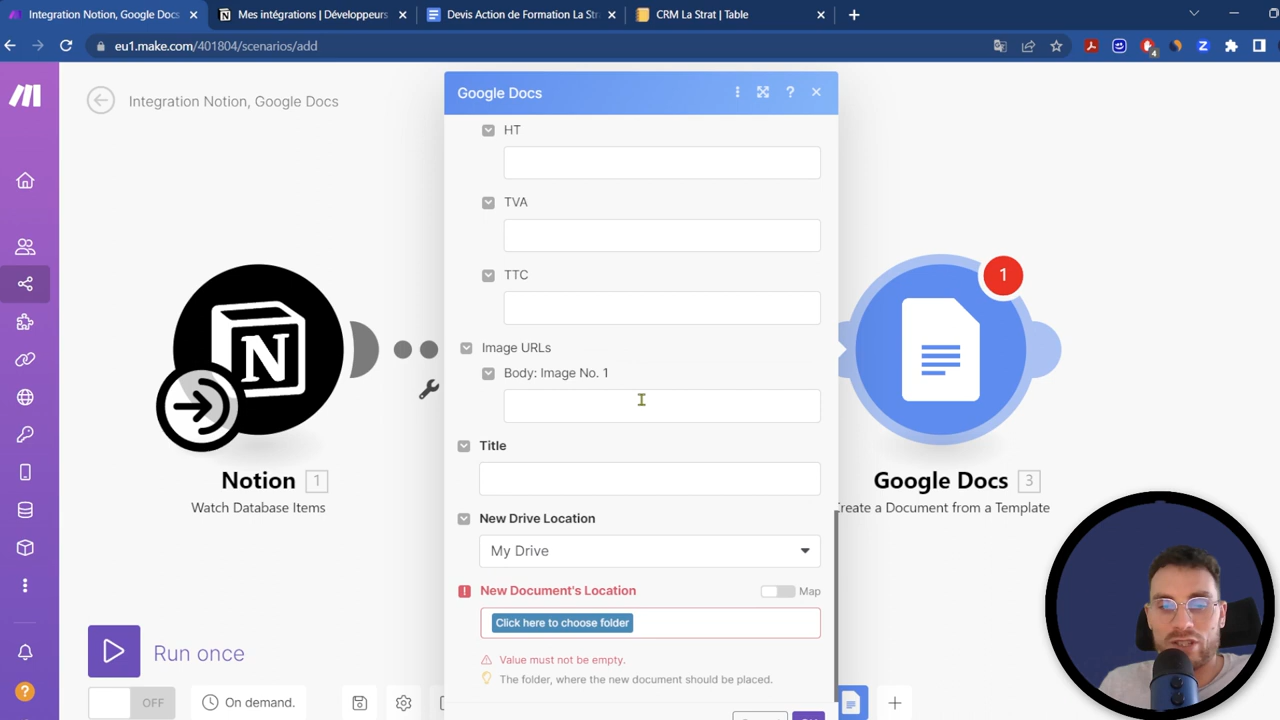 Integration Notion, Google Docs
Mes intégrations | Développeurs
Devis Action de Formation La St
CRM La Strat | Table
eu1.make.com/401804/scenarios/add
4
Integration Notion, Google Docs
Google Docs
HT
TVA
TTC
Image URLs
Body: Image No. 1
Title
New Drive Location
My Drive
New Document's Location
Map
Click here to choose folder
Value must not be empty.
The folder, where the new document should be placed.
N
Notion 1
Watch Database Items
1
Google Docs 3
Create a Document from a Template
Run once
OFF
On demand.